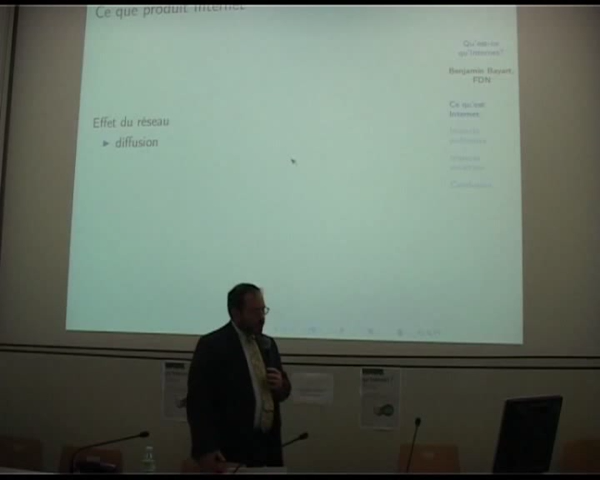 Ce que produit Internet
Qu'est-ce
qu'Internet?
Benjamin Bayart,
FDN
Ce qu'est
Internet
Effet du réseau
► diffusion